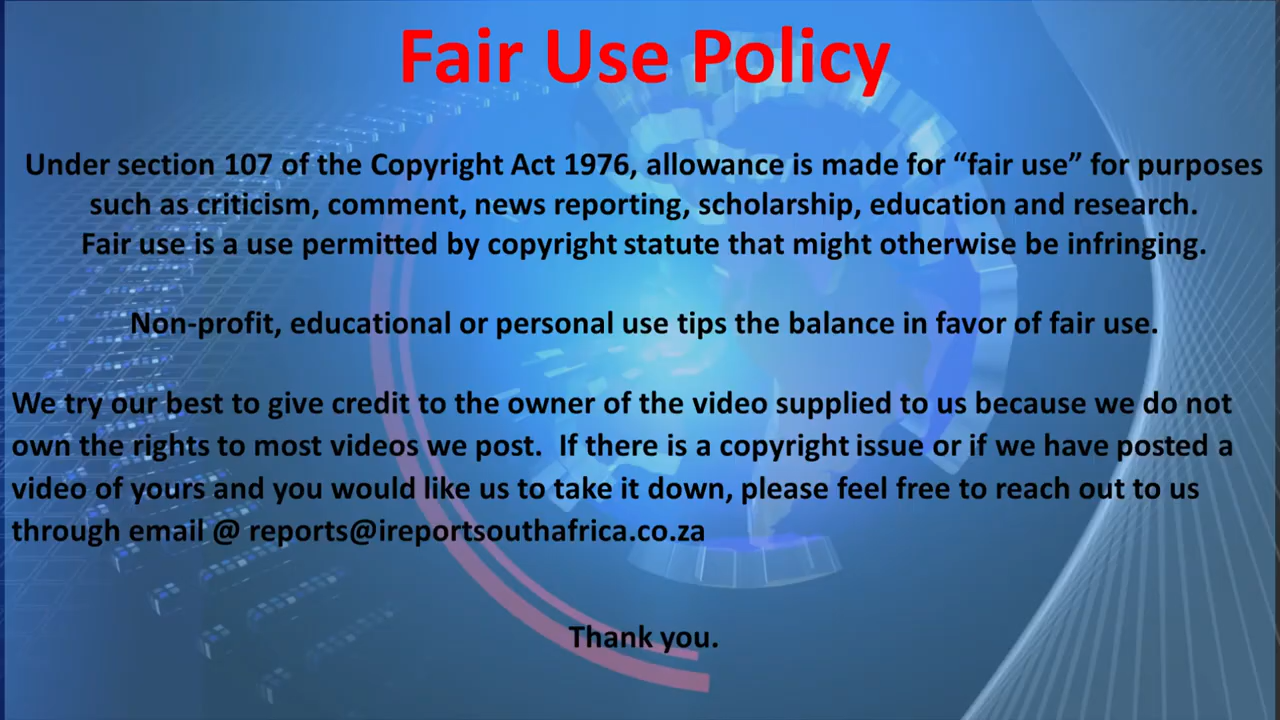 Fair Use Policy
Under section 107 of the Copyright Act 1976, allowance is made for “fair use” for purposes
such as criticism, comment, news reporting, scholarship, education and research.
Fair use is a use permitted by copyright statute that might otherwise be infringing.
Non-profit, educational or personal use tips the balance in favor of fair use.
We try our best to give credit to the owner of the video supplied to us because we do not
own the rights to most videos we post.  If there is a copyright issue or if we have posted a
video of yours and you would like us to take it down, please feel free to reach out to us
through email @ reports@ireportsouthafrica.co.za
Thank you.